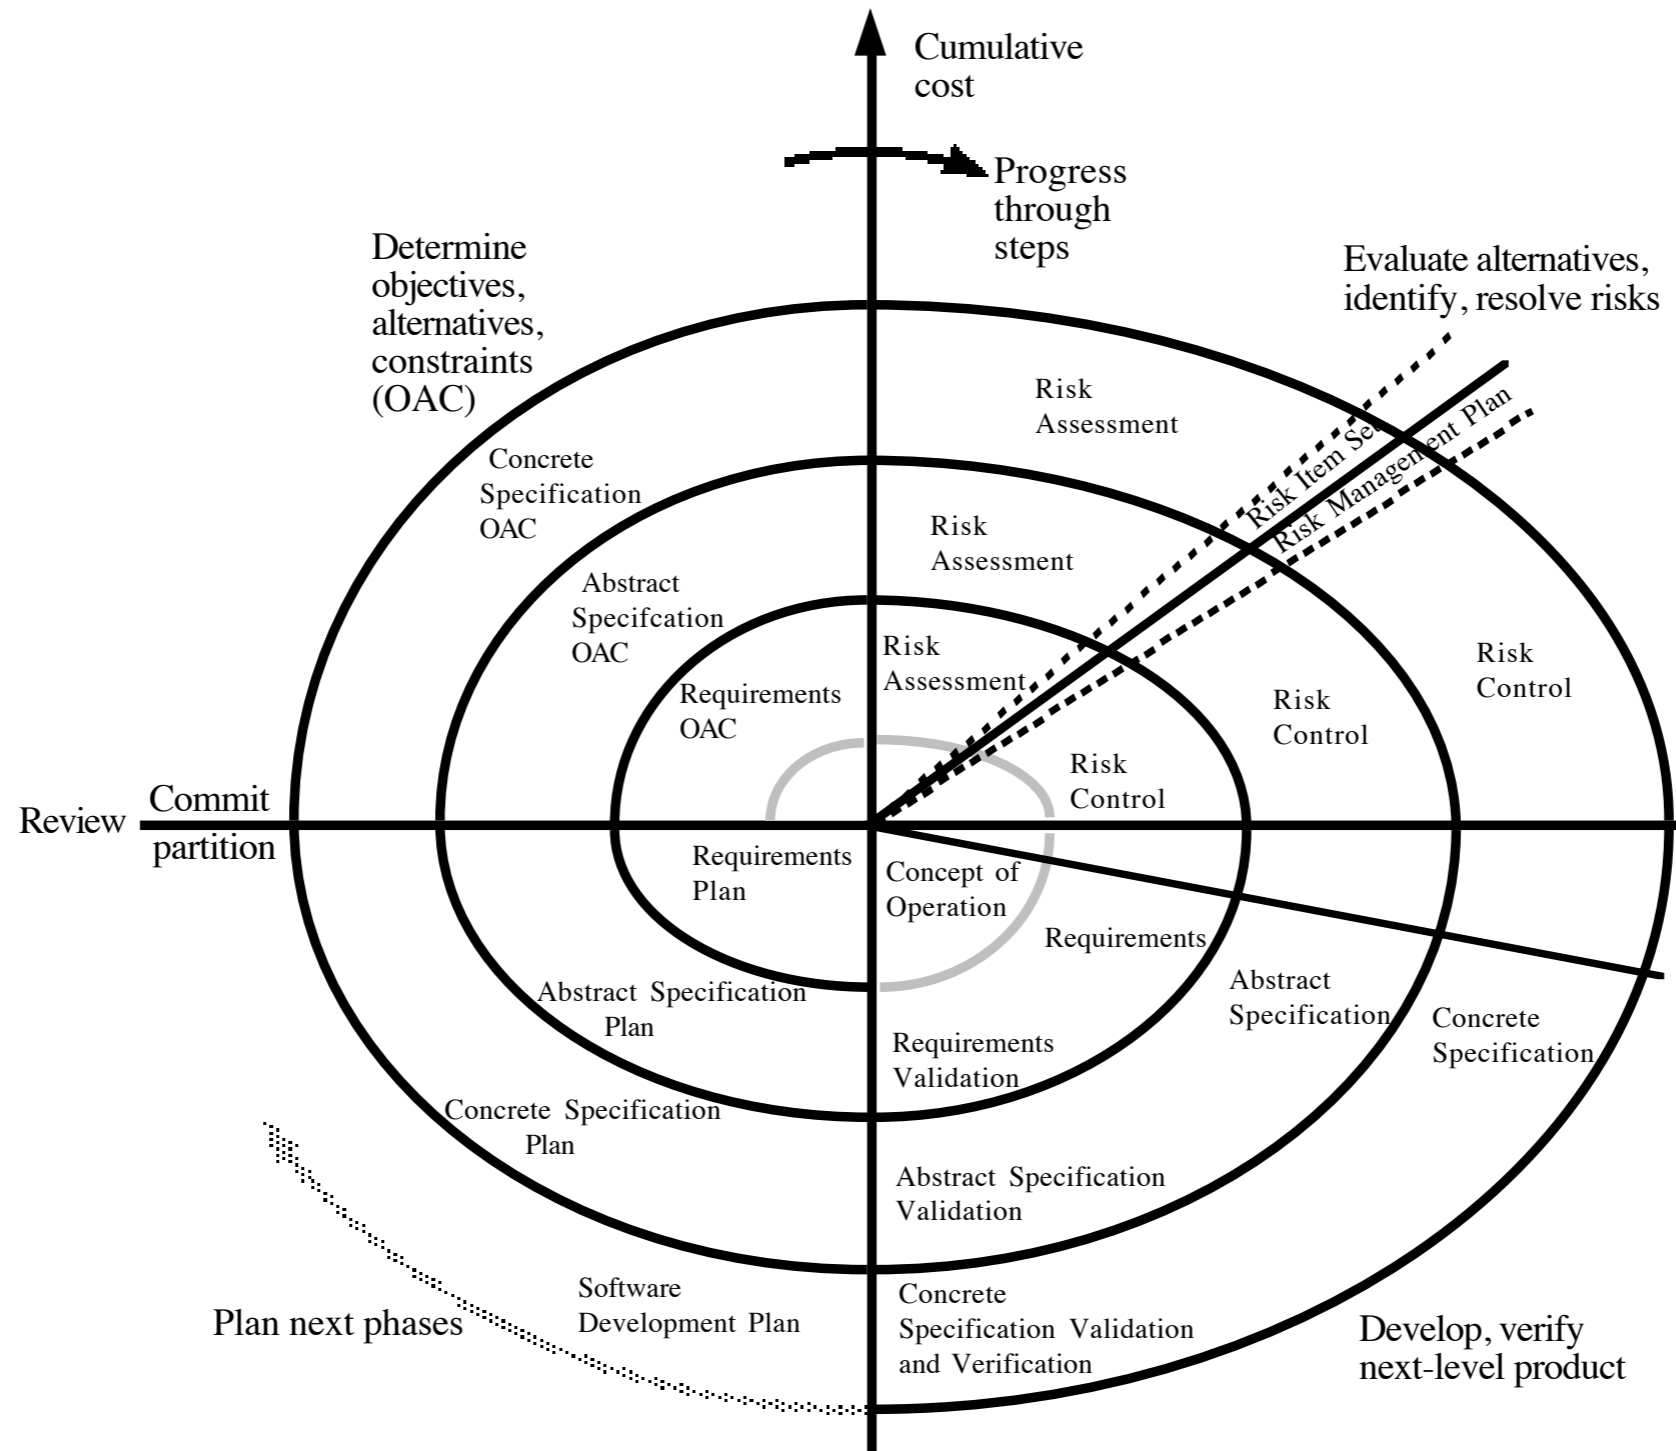 Cumulative
cost
Progress
through
steps
Determine
objectives,
alternatives,
constraints
(OAC)
Evaluate alternatives,
identify, resolve risks
Risk
Assessment
Risk Item Set
Risk Management Plan
Concrete
Specification
OAC
Risk
Assessment
Abstract
Specifcation
OAC
Risk
Assessment
Risk
Control
Requirements
OAC
Risk
Control
Risk
Control
Review
Commit
partition
Requirements
Plan
Concept of
Operation
Requirements
Abstract Specification
Plan
Abstract
Specification
Concrete
Specification
Requirements
Validation
Concrete Specification
Plan
Abstract Specification
Validation
Software
Development Plan
Concrete
Specification Validation
and Verification
Plan next phases
Develop, verify
next-level product